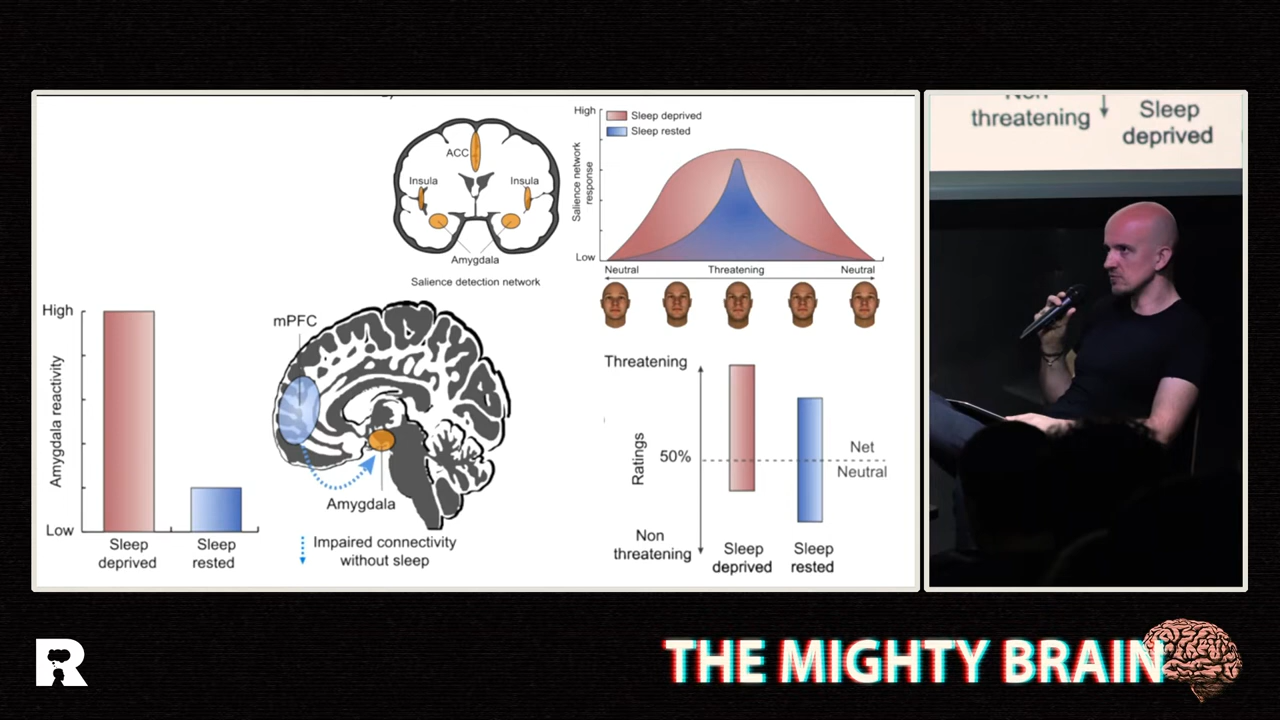 ACC
Insula
Insula
Amygdala
Salience detection network
High
Sleep deprived
Sleep rested
Salience network
response
Low
Neutral
Threatening
Neutral
High
Amygdala reactivity
Low
Sleep
deprived
Sleep
rested
mPFC
Amygdala
Impaired connectivity
without sleep
Threatening
Ratings
50%
Net
Neutral
Non
threatening
Sleep
deprived
Sleep
rested
Non
threatening
Sleep
deprived
R
THE MIGHTY BRAIN